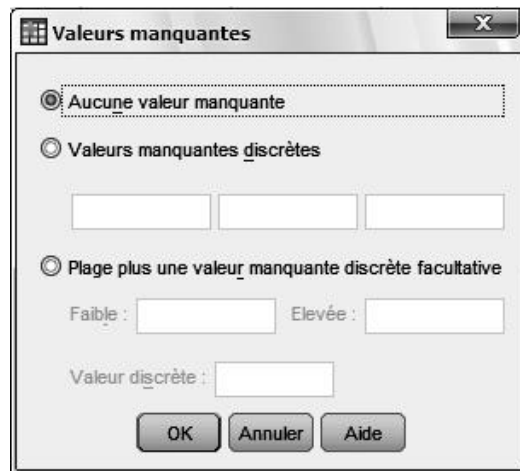 Valeurs manquantes
Aucune valeur manquante
Valeurs manquantes discrètes
Plage plus une valeur manquante discrète facultative
Faible : Elevée :
Valeur discrète :
OK Annuler Aide